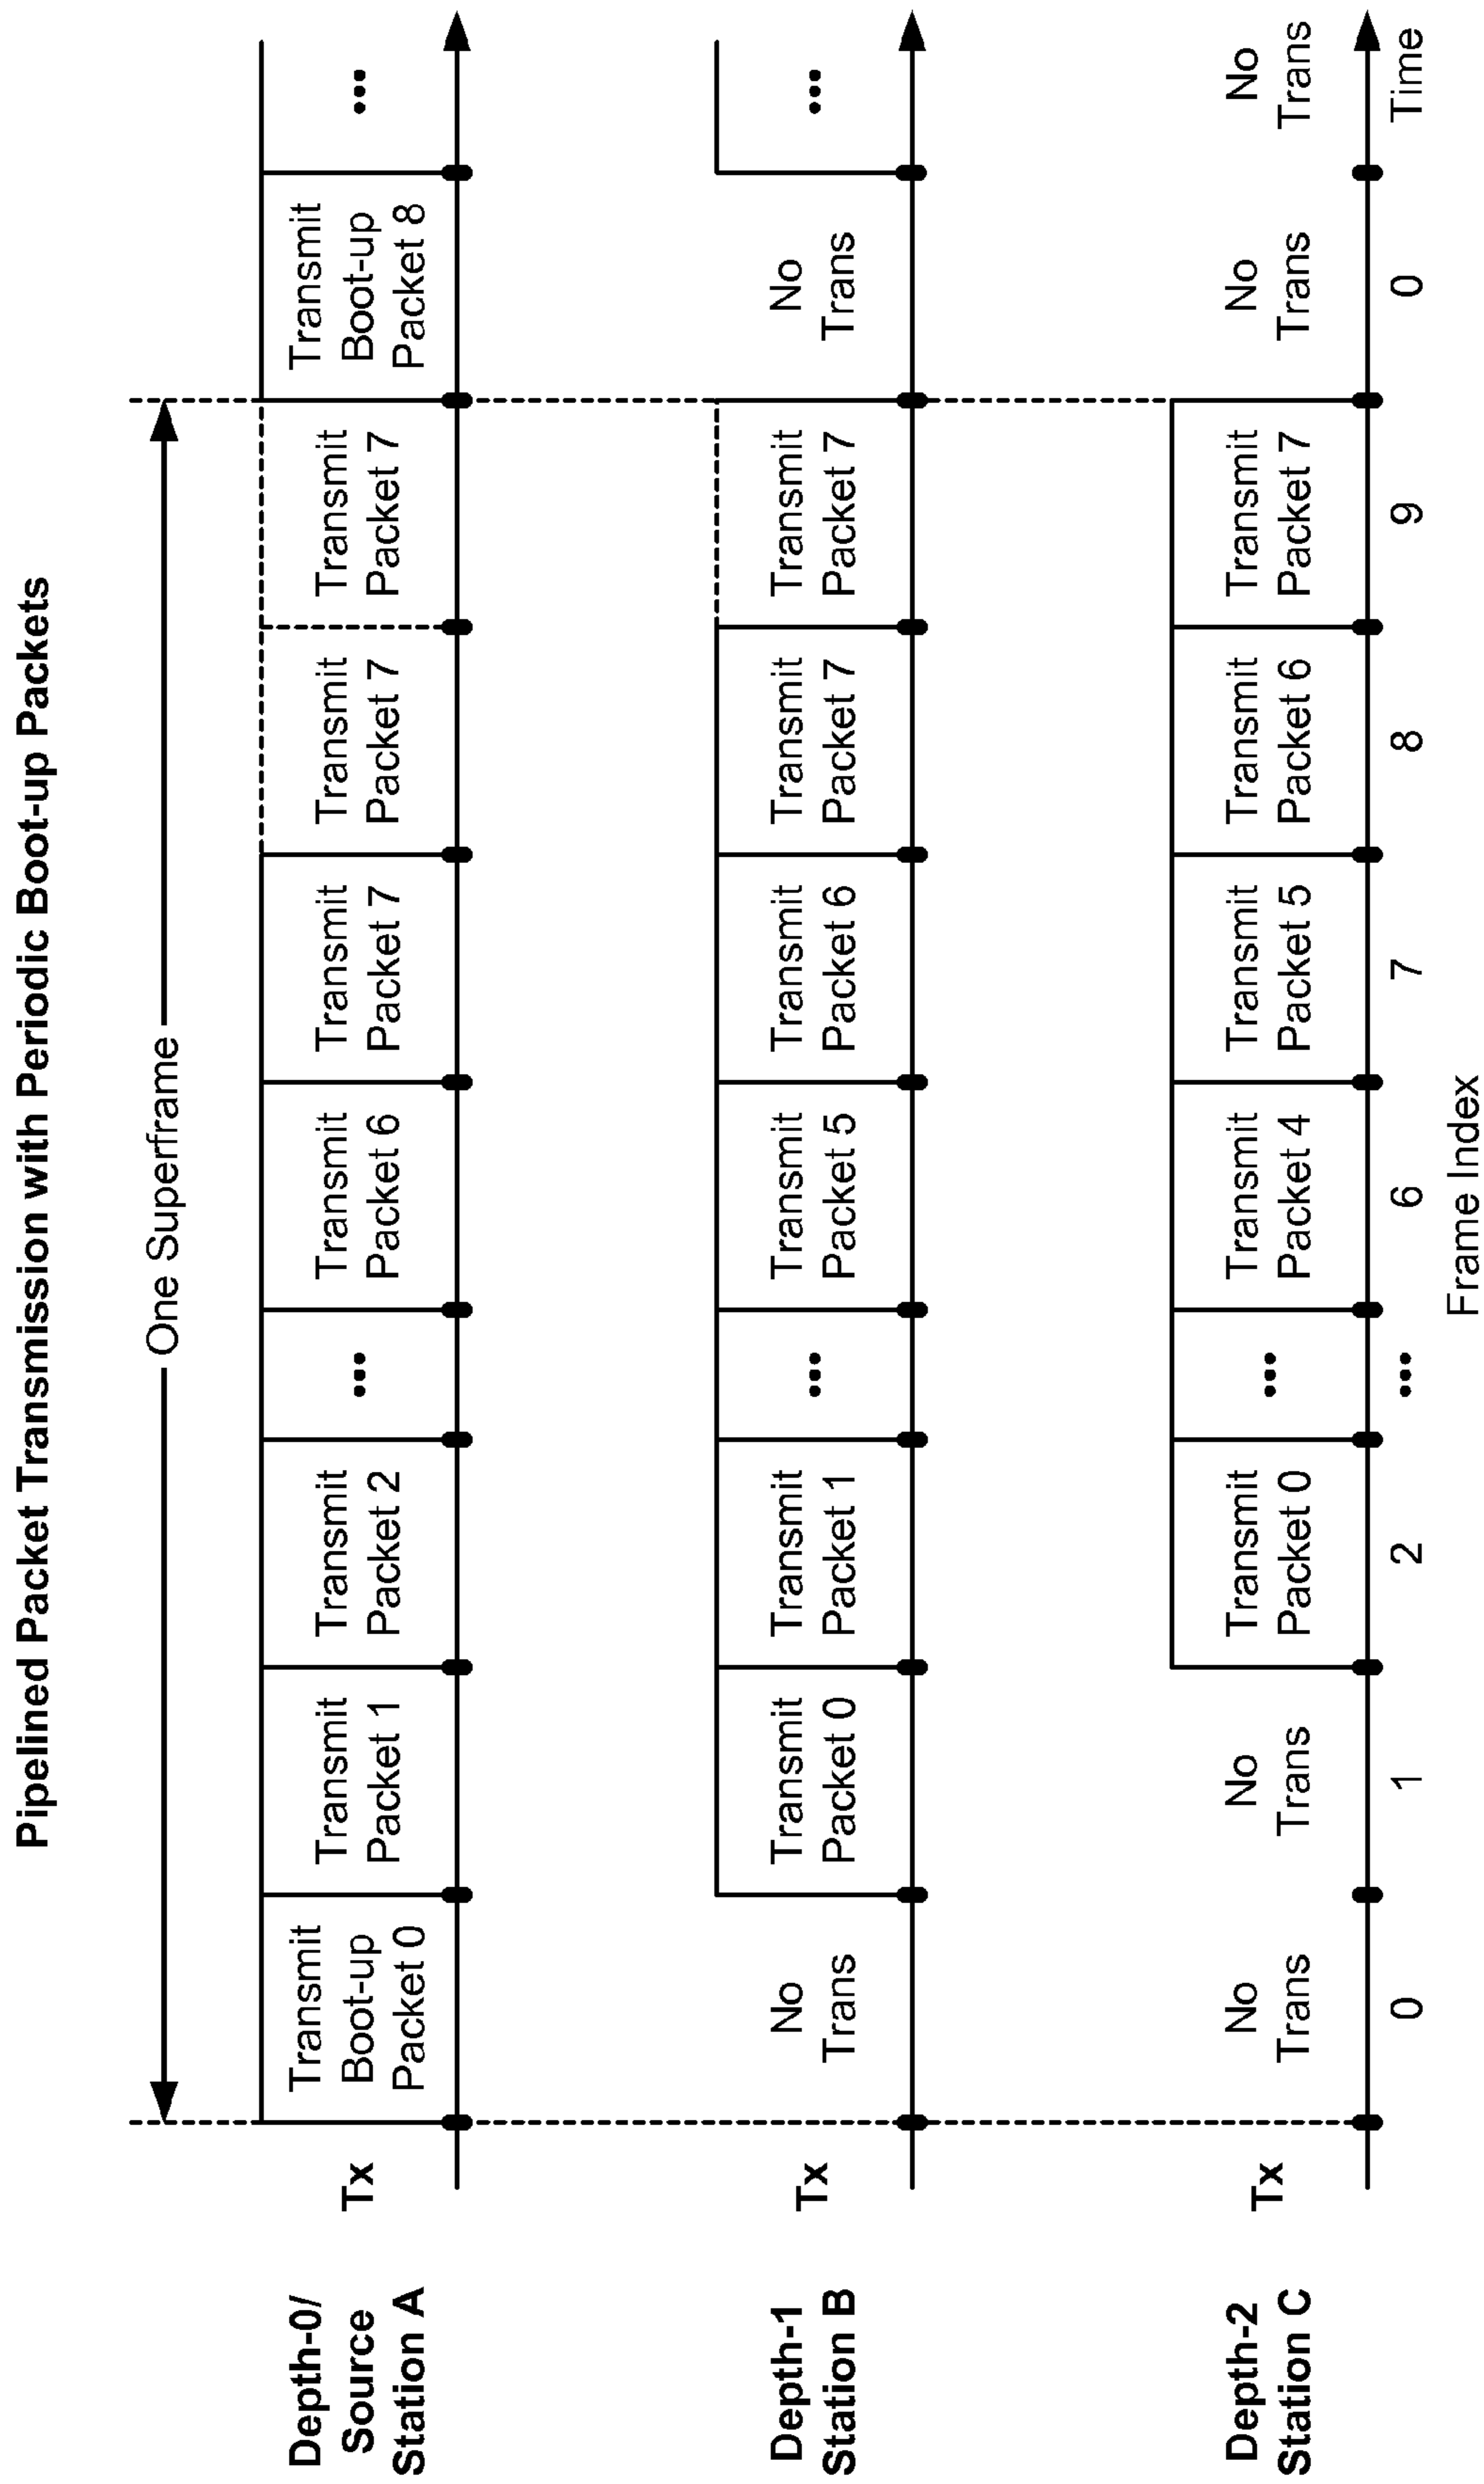 Pipelined Packet Transmission with Periodic Boot-up Packets
One Superframe
Depth-0/
Source
Station A
Tx
Transmit
Boot-up
Packet 0
Transmit
Packet 1
Transmit
Packet 2
•••
Transmit
Packet 6
Transmit
Packet 7
Transmit
Packet 7
Transmit
Packet 7
Transmit
Boot-up
Packet 8
•••
Depth-1
Station B
Tx
No
Trans
Transmit
Packet 0
Transmit
Packet 1
•••
Transmit
Packet 5
Transmit
Packet 6
Transmit
Packet 7
Transmit
Packet 7
No
Trans
•••
Depth-2
Station C
Tx
No
Trans
No
Trans
Transmit
Packet 0
•••
Transmit
Packet 4
Transmit
Packet 5
Transmit
Packet 6
Transmit
Packet 7
No
Trans
No
Trans
0 1 2 ••• 6 7 8 9 0 Time
Frame Index